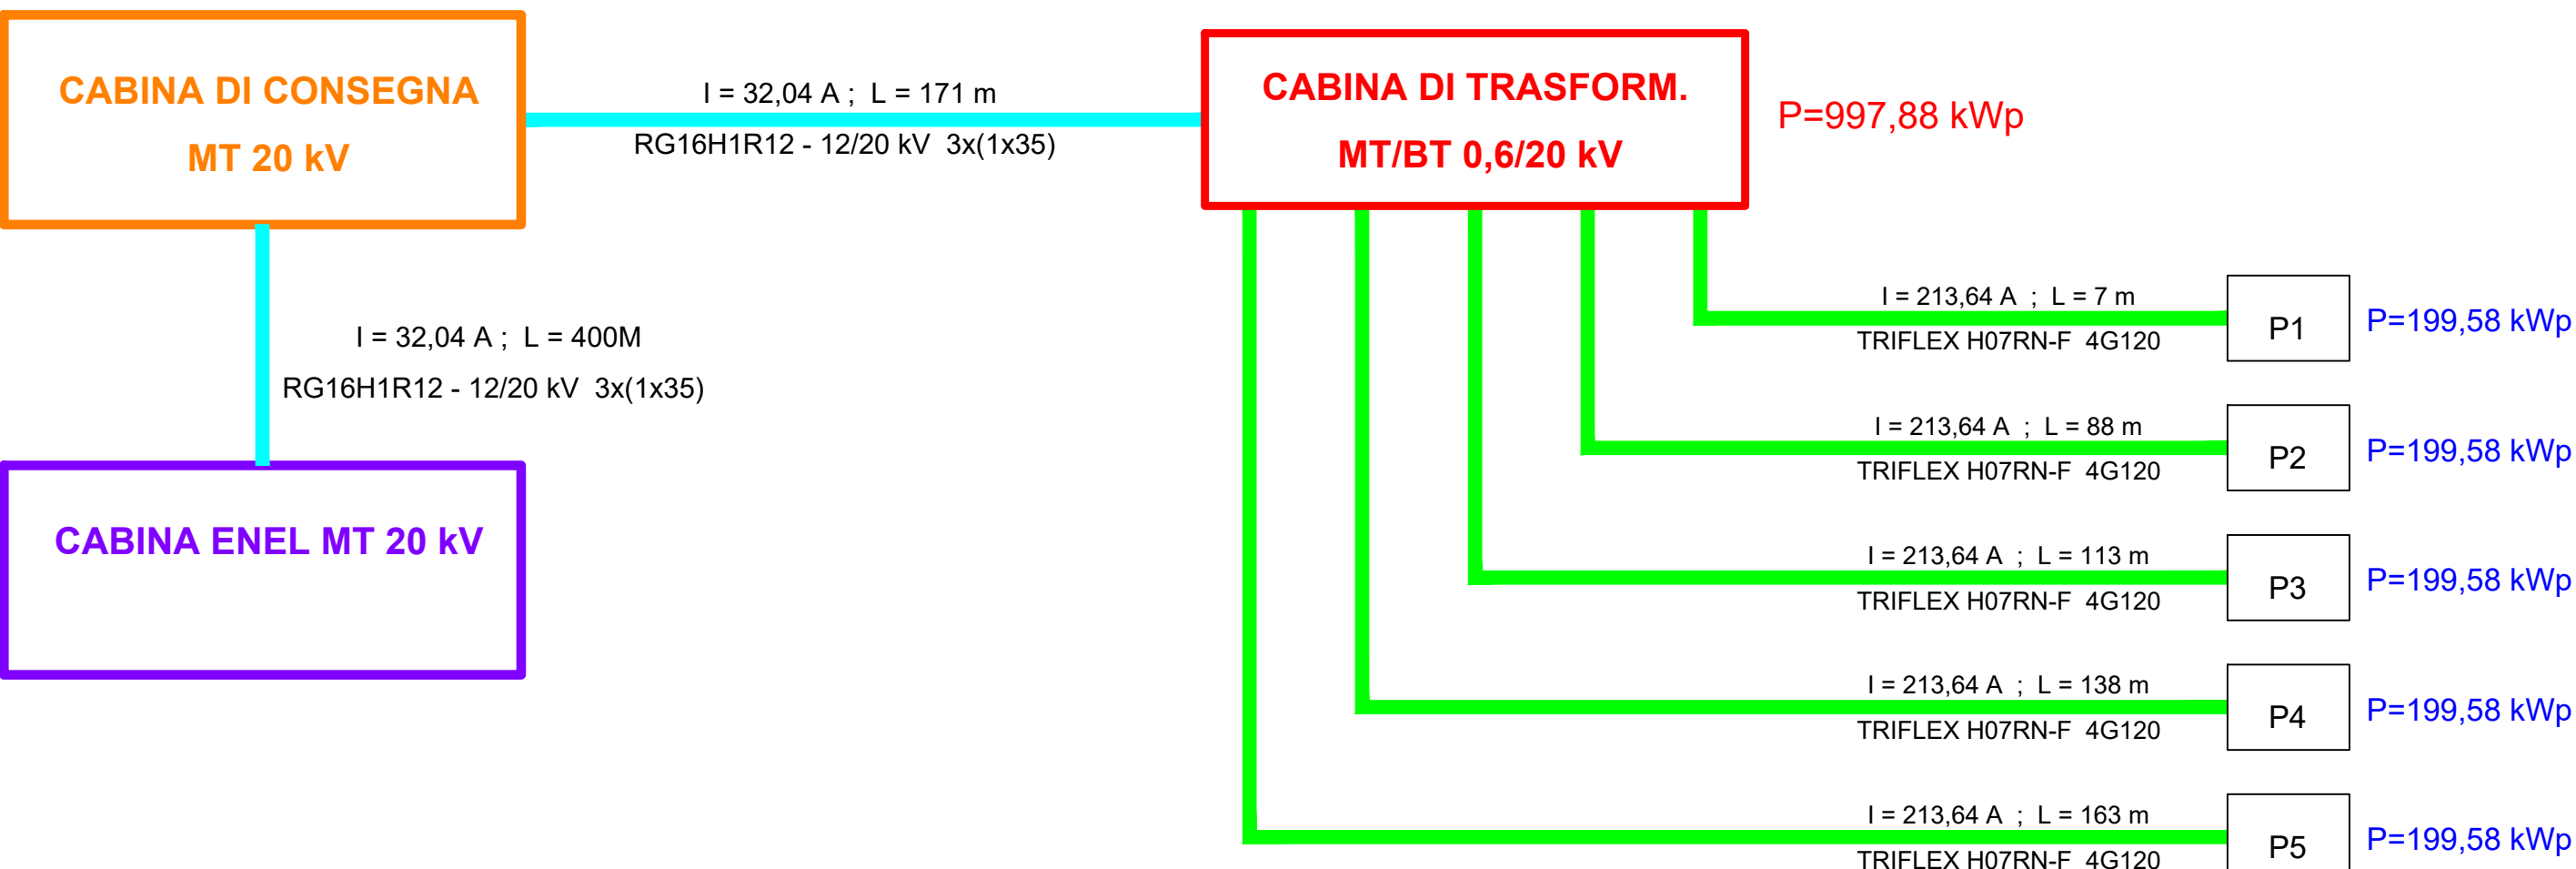 CABINA DI CONSEGNA
MT 20 kV
I = 32,04 A ; L = 171 m
RG16H1R12 - 12/20 kV 3x(1x35)
CABINA DI TRASFORM.
MT/BT 0,6/20 kV
P=997,88 kWp
I = 32,04 A ; L = 400M
RG16H1R12 - 12/20 kV 3x(1x35)
CABINA ENEL MT 20 kV
I = 213,64 A ; L = 7 m
TRIFLEX H07RN-F 4G120
P1
P=199,58 kWp
I = 213,64 A ; L = 88 m
TRIFLEX H07RN-F 4G120
P2
P=199,58 kWp
I = 213,64 A ; L = 113 m
TRIFLEX H07RN-F 4G120
P3
P=199,58 kWp
I = 213,64 A ; L = 138 m
TRIFLEX H07RN-F 4G120
P4
P=199,58 kWp
I = 213,64 A ; L = 163 m
TRIFLEX H07RN-F 4G120
P5
P=199,58 kWp